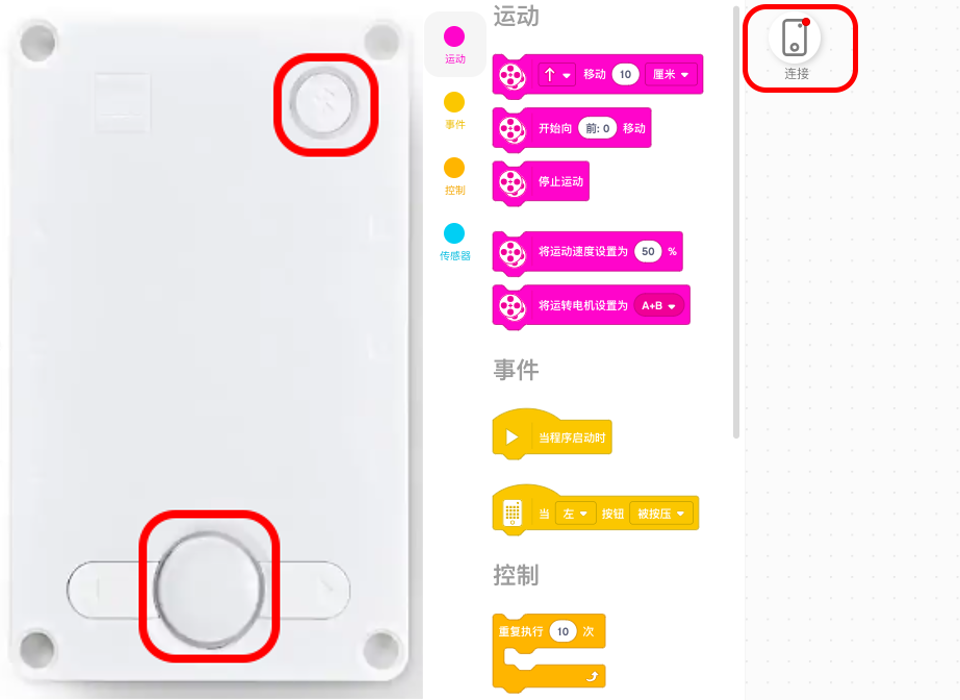 运动
运动
事件
控制
传感器
移动 10 厘米
开始向 前: 0 移动
停止运动
将运动速度设置为 50 %
将运转电机设置为 A+B
事件
当程序启动时
当 左 按钮 被按压
控制
重复执行 10 次
连接